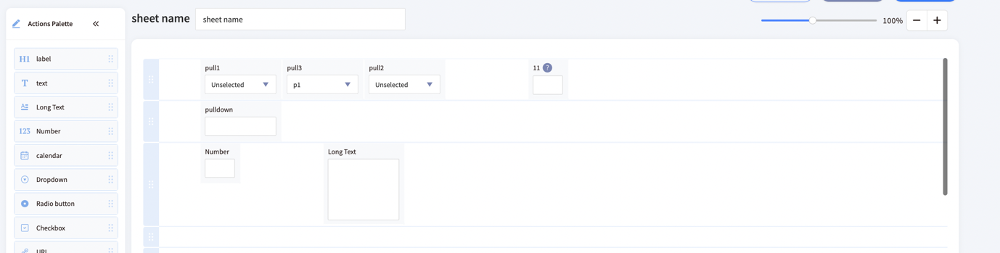 Actions Palette «
sheet name sheet name
100% − +
H1 label
T text
Long Text
123 Number
calendar
Dropdown
Radio button
Checkbox
URL
pull1 pull3 pull2 11 ?
Unselected p1 Unselected
pulldown
Number Long Text